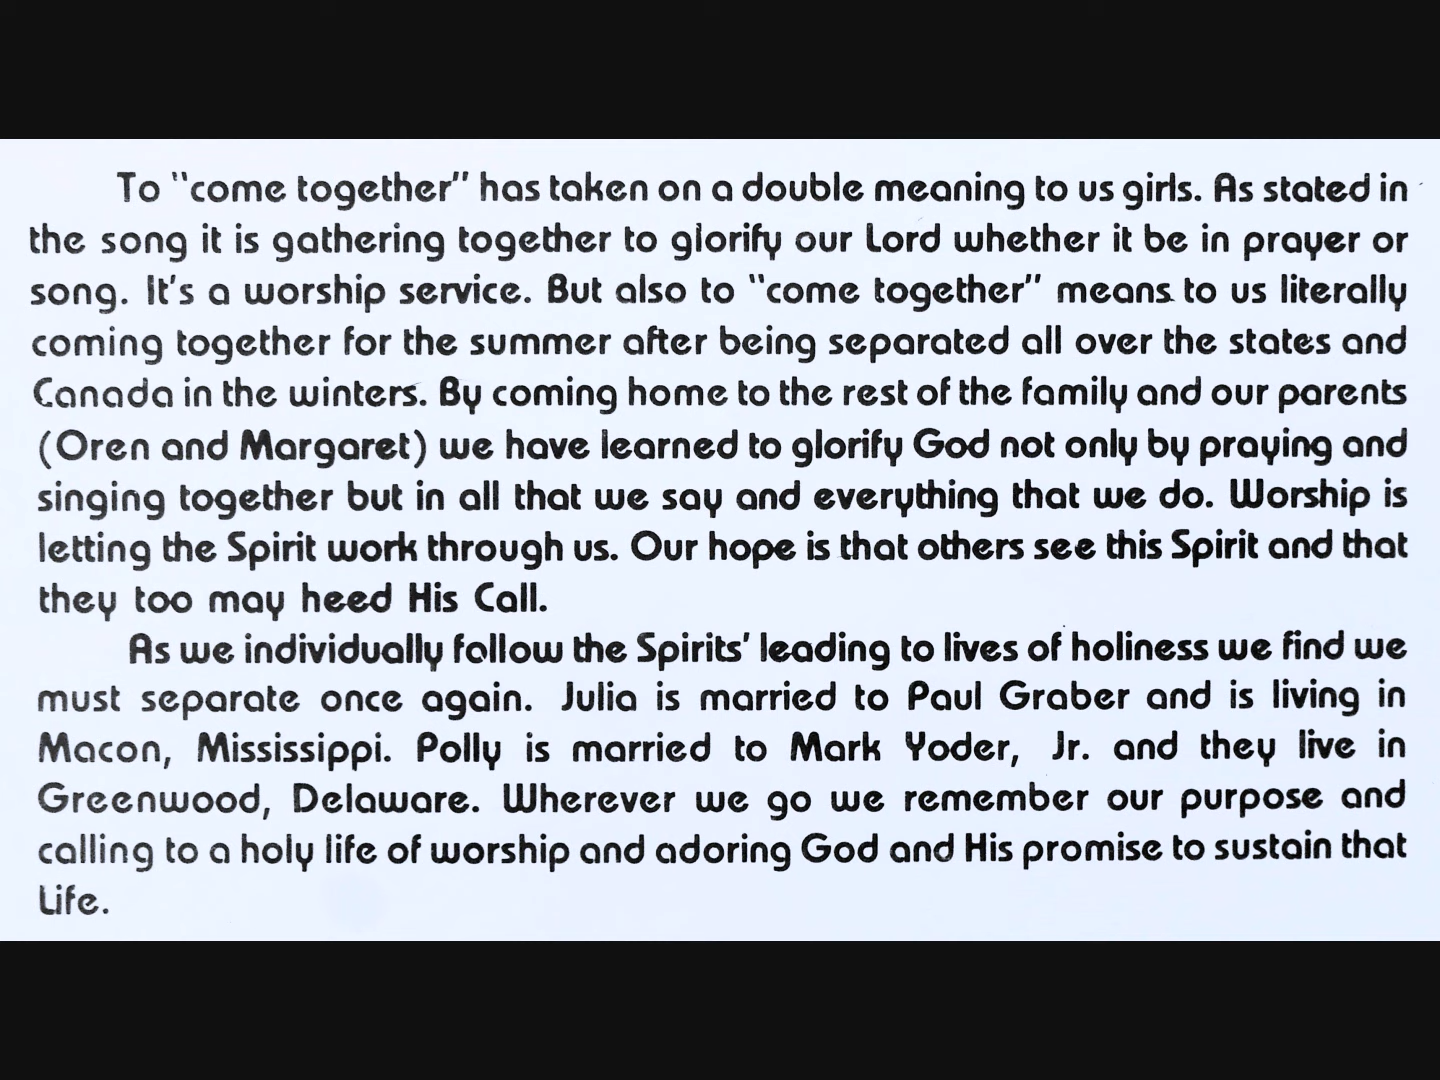 To "come together" has taken on a double meaning to us girls. As stated in
the song it is gathering together to glorify our Lord whether it be in prayer or
song. It's a worship service. But also to "come together" means to us literally
coming together for the summer after being separated all over the states and
Canada in the winters. By coming home to the rest of the family and our parents
(Oren and Margaret) we have learned to glorify God not only by praying and
singing together but in all that we say and everything that we do. Worship is
letting the Spirit work through us. Our hope is that others see this Spirit and that
they too may heed His Call.
As we individually follow the Spirits' leading to lives of holiness we find we
must separate once again. Julia is married to Paul Graber and is living in
Macon, Mississippi. Polly is married to Mark Yoder, Jr. and they live in
Greenwood, Delaware. Wherever we go we remember our purpose and
calling to a holy life of worship and adoring God and His promise to sustain that
Life.